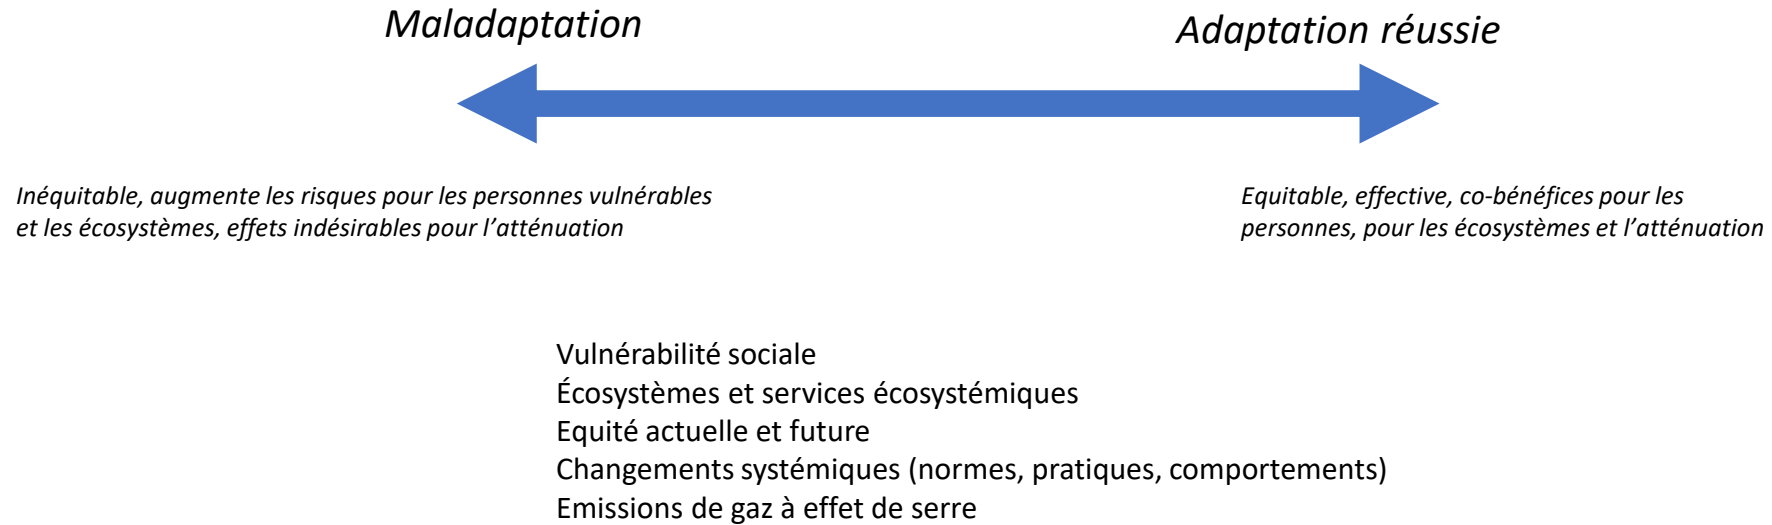 Maladaptation
Adaptation réussie
Inéquitable, augmente les risques pour les personnes vulnérables
et les écosystèmes, effets indésirables pour l’atténuation
Equitable, effective, co-bénéfices pour les
personnes, pour les écosystèmes et l’atténuation
Vulnérabilité sociale
Écosystèmes et services écosystémiques
Equité actuelle et future
Changements systémiques (normes, pratiques, comportements)
Emissions de gaz à effet de serre